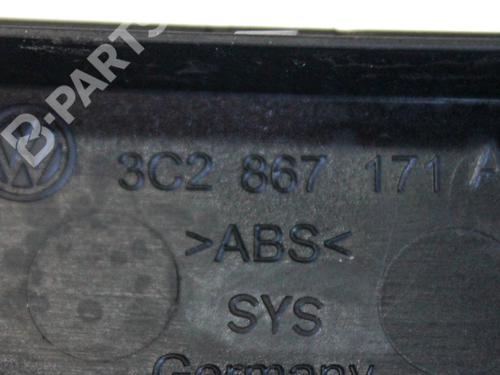 B-PARTS
3C2 867 171 A
>ABS<
SYS
Germany